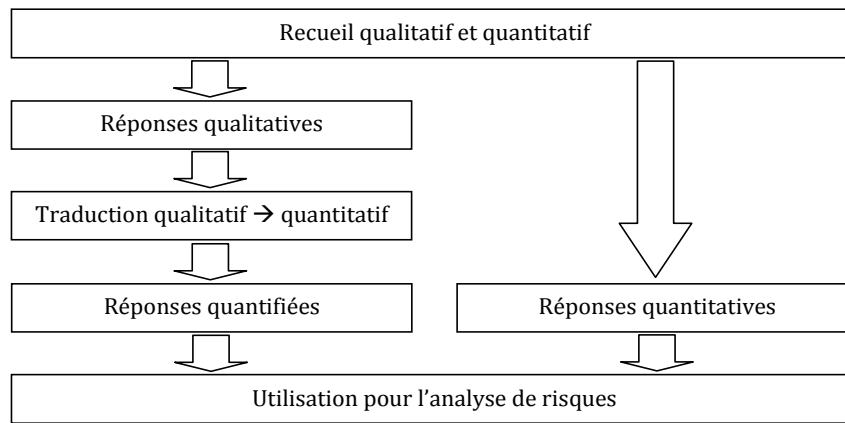 Recueil qualitatif et quantitatif
Réponses qualitatives
Traduction qualitatif → quantitatif
Réponses quantifiées
Réponses quantitatives
Utilisation pour l’analyse de risques